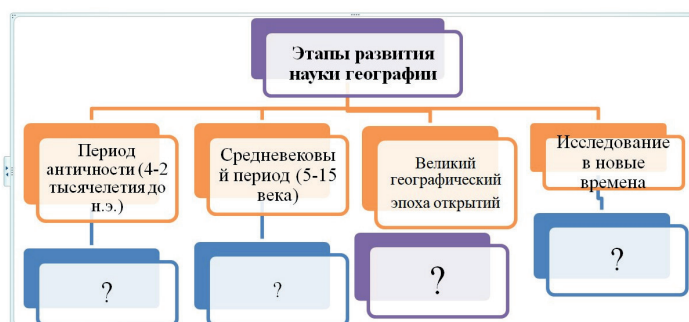 Этапы развития
науки географии
Период
античности (4-2
тысячелетия до
н.э.)
Средневековы
й период (5-15
века)
Великий
географический
эпоха открытий
Исследование
в новые
времена
?
?
?
?